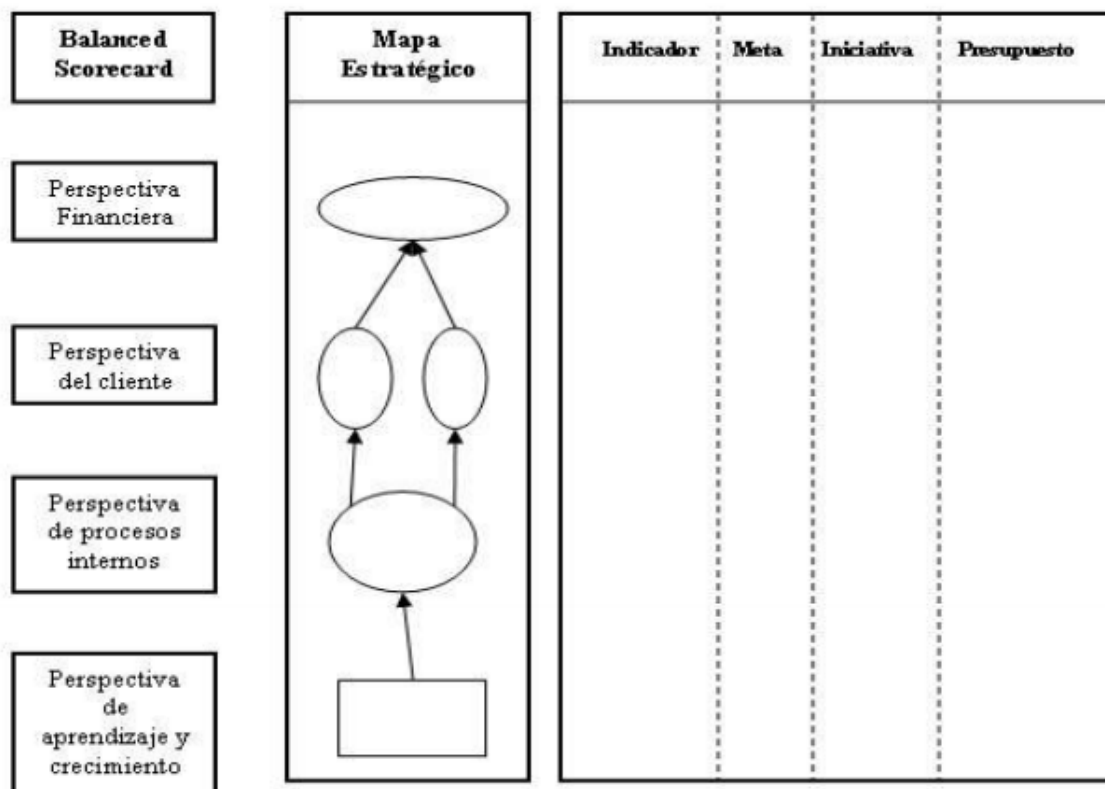 Balanced
Scorecard
Mapa
Estratégico
Indicador
Meta
Iniciativa
Presupuesto
Perspectiva
Financiera
Perspectiva
del cliente
Perspectiva
de procesos
internos
Perspectiva
de
aprendizaje y
crecimiento